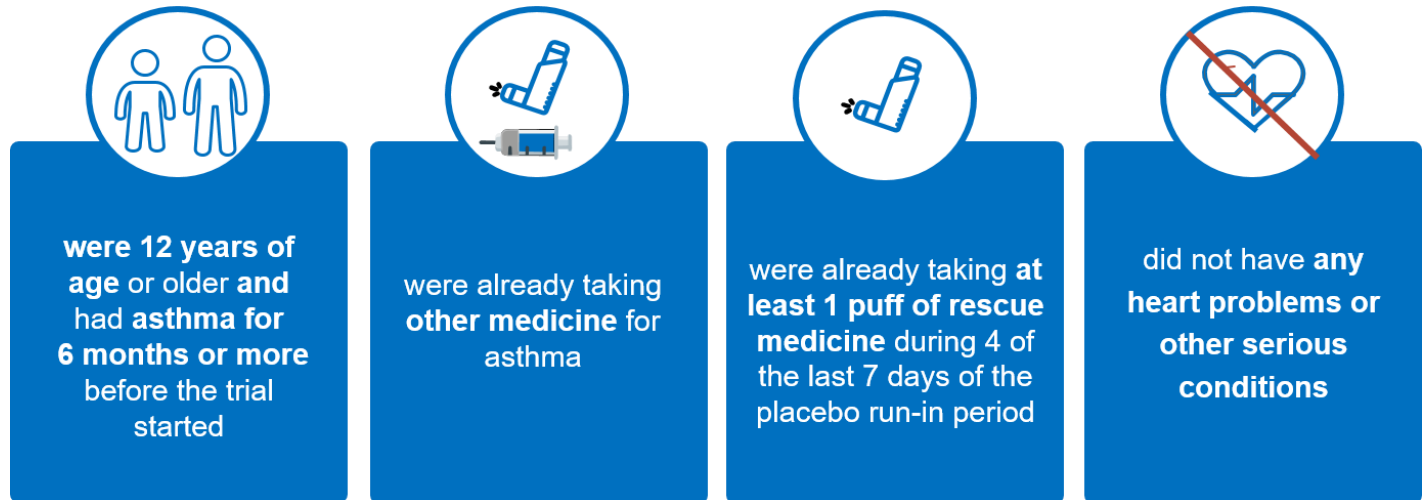 were 12 years of
age or older and
had asthma for
6 months or more
before the trial
started
were already taking
other medicine for
asthma
were already taking at
least 1 puff of rescue
medicine during 4 of
the last 7 days of the
placebo run-in period
did not have any
heart problems or
other serious
conditions